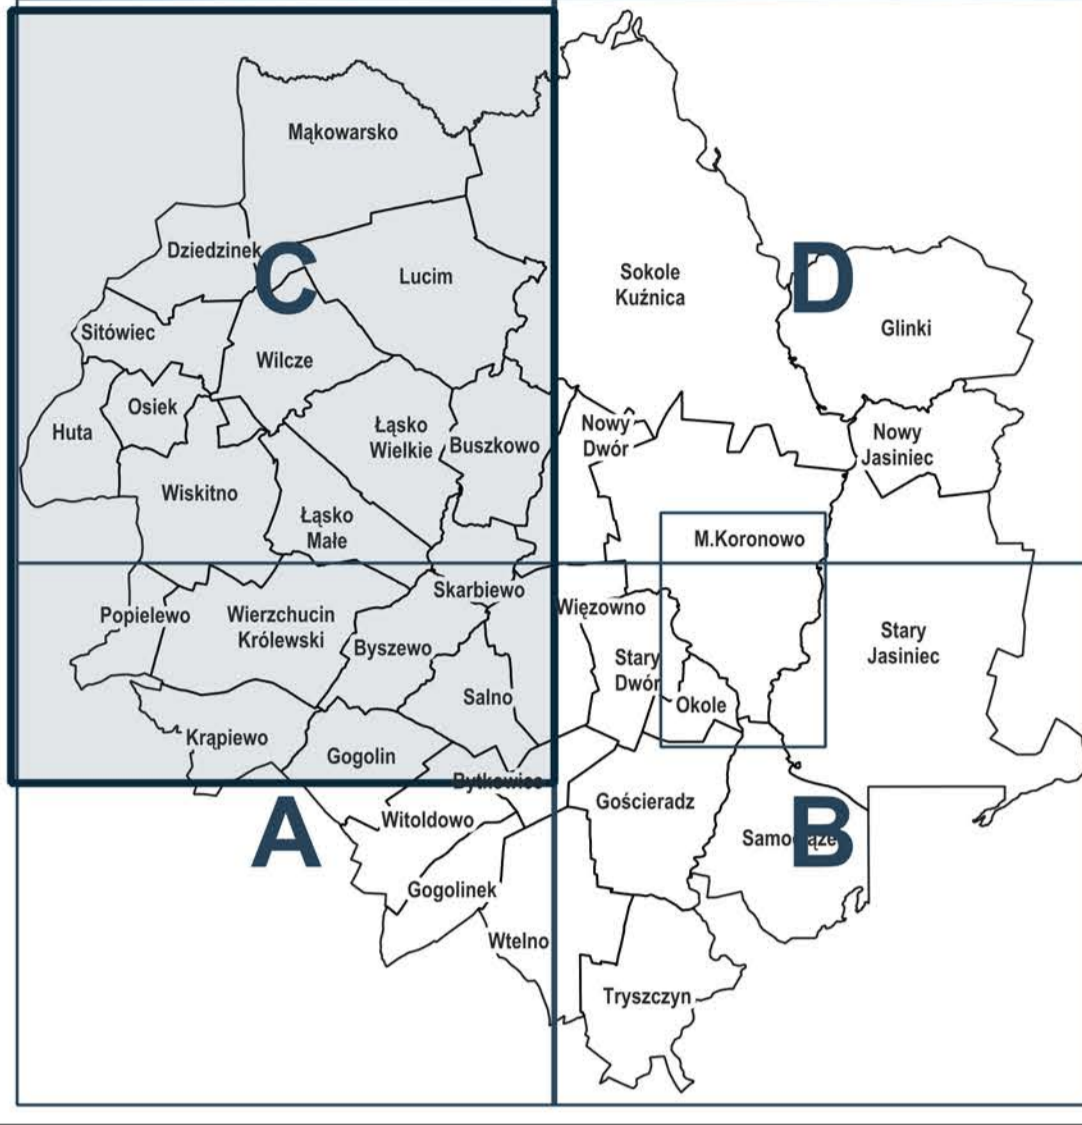 Mąkowarsko
Dziedzinek
C
Lucim
Sokole
Kuźnica
D
Glinki
Sitówiec
Wilcze
Osiek
Huta
Łąsko
Wielkie
Buszkowo
Nowy
Dwór
Nowy
Jasiniec
Wiskitno
Łąsko
Małe
M.Koronowo
Skarbiewo
Popielewo
Wierzchucin
Królewski
Byszewo
Więzowno
Stary
Dwór
Stary
Jasiniec
Salno
Okole
Krąpiewo
Gogolin
Bytkowice
A
Witoldowo
Gościeradz
B
Gogolinek
Wtelno
Tryszczyn